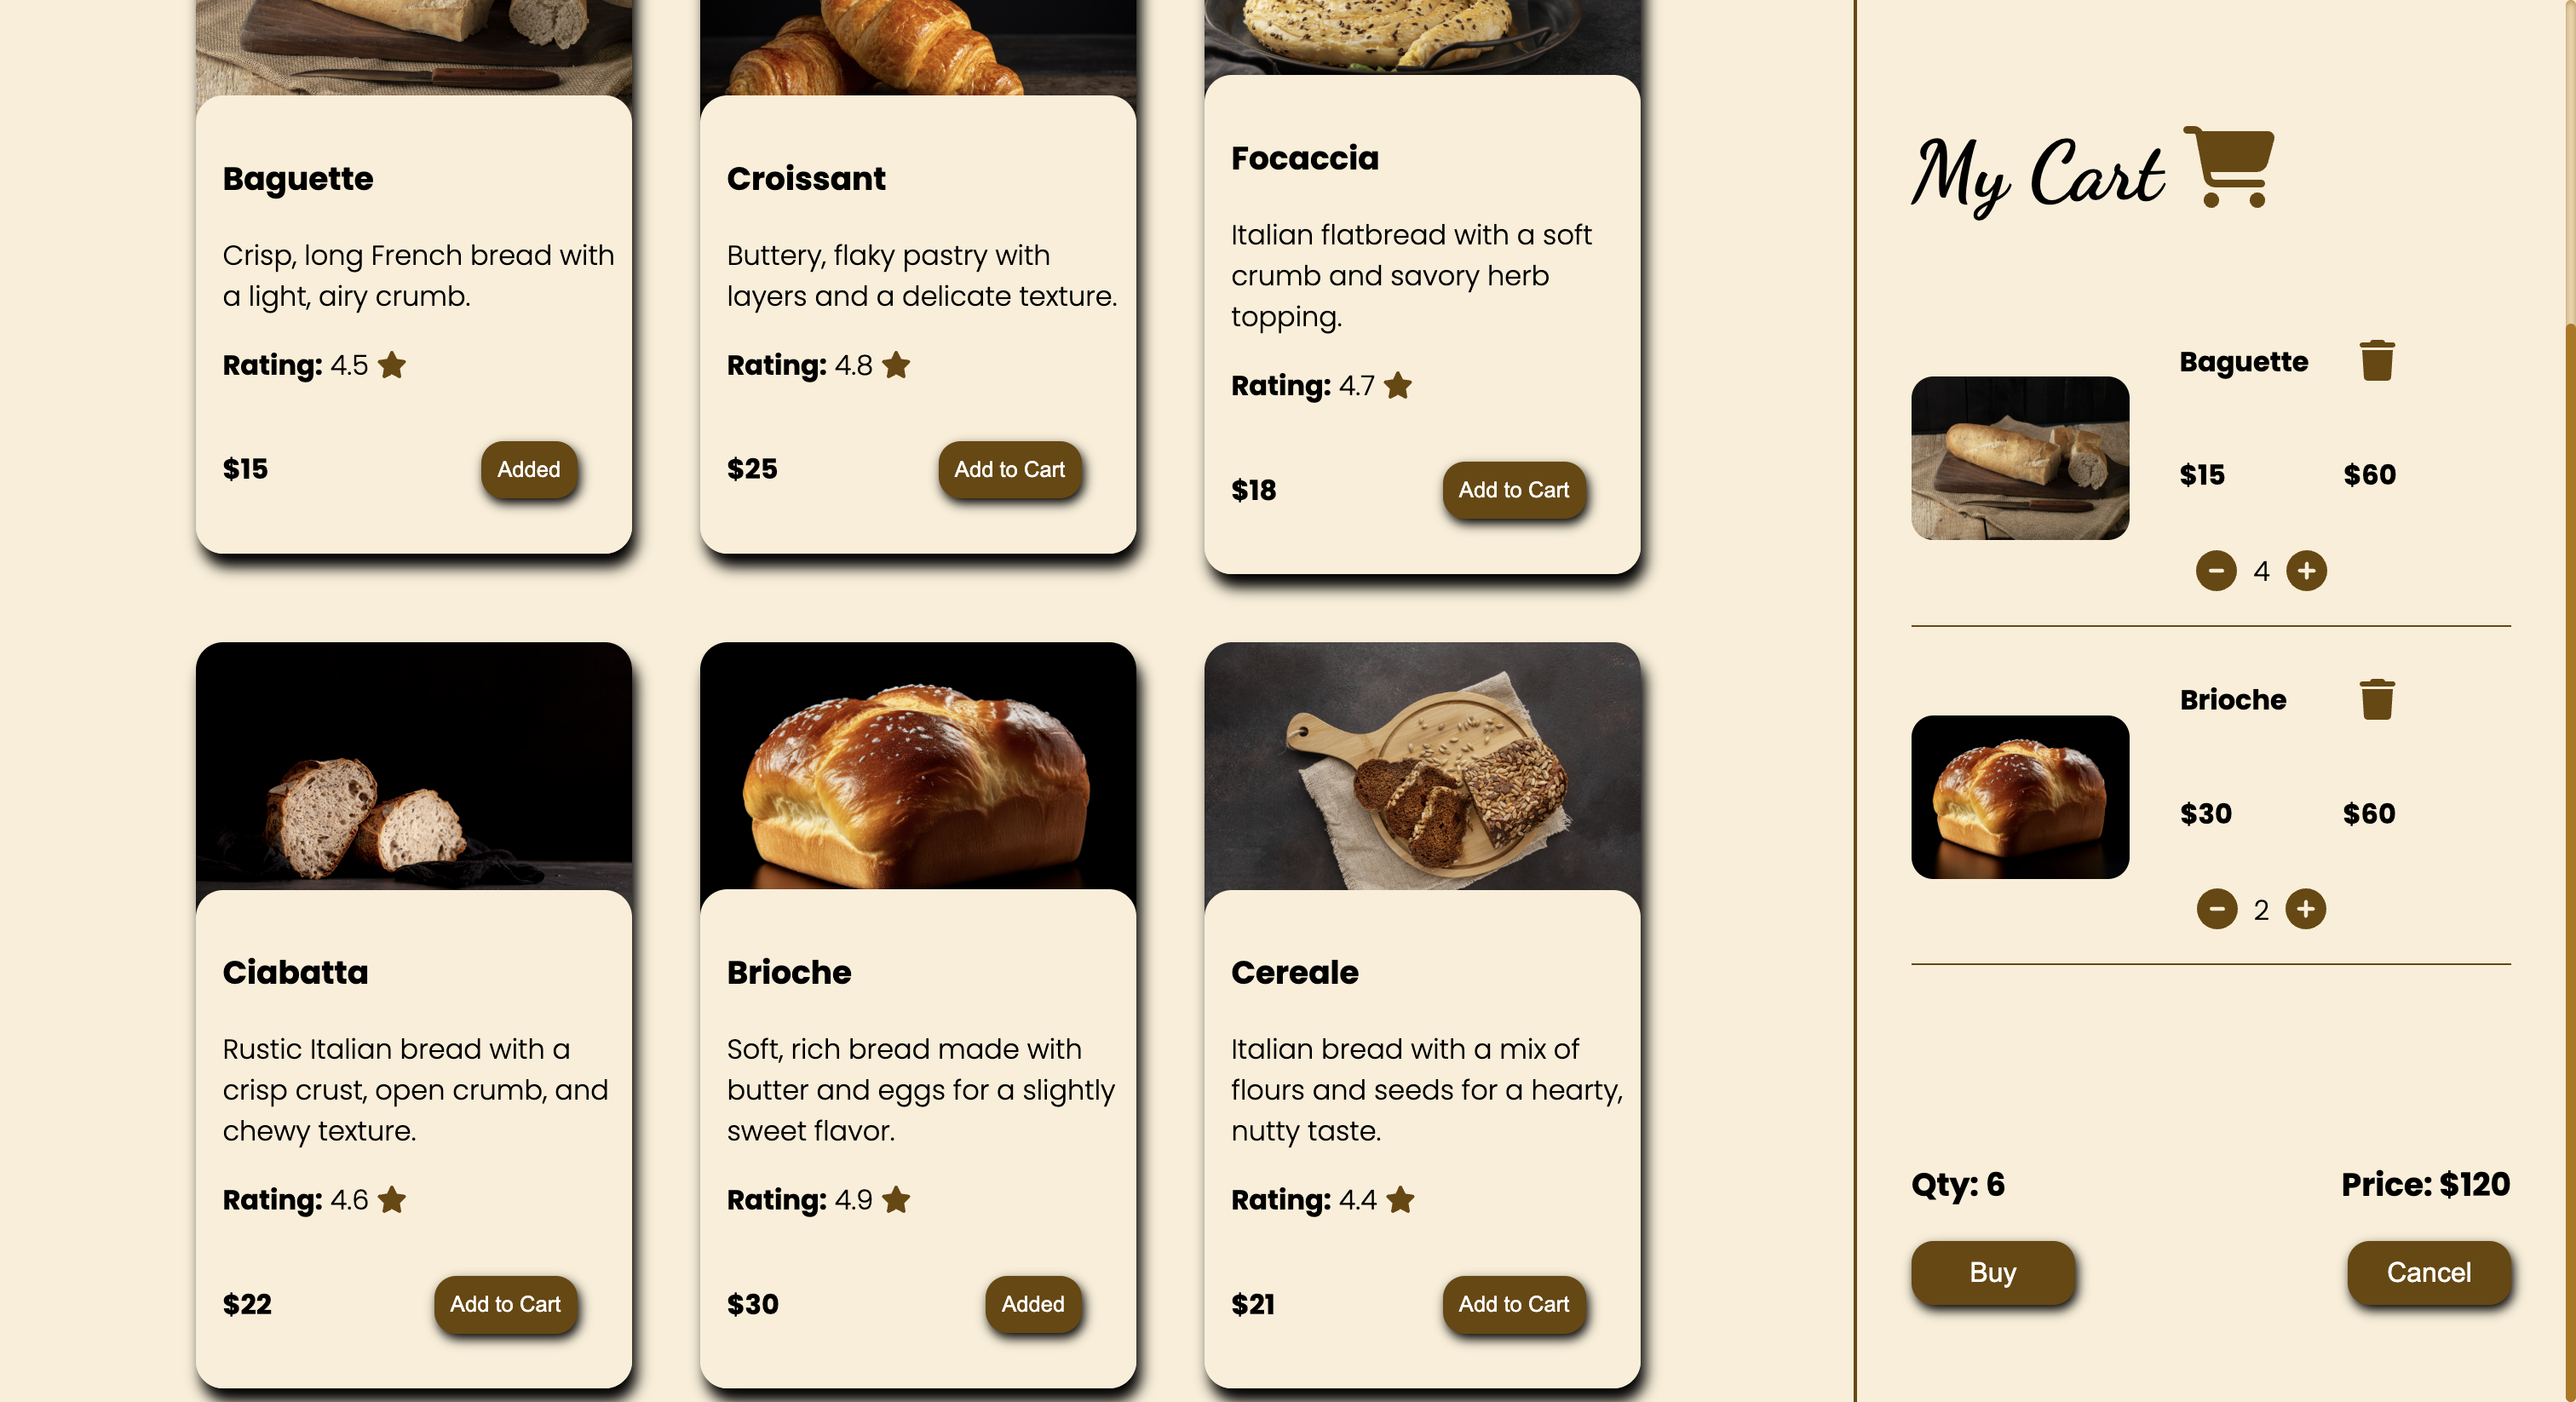 Baguette
Crisp, long French bread with
a light, airy crumb.
Rating: 4.5
$15
Added
Croissant
Buttery, flaky pastry with
layers and a delicate texture.
Rating: 4.8
$25
Add to Cart
Focaccia
Italian flatbread with a soft
crumb and savory herb
topping.
Rating: 4.7
$18
Add to Cart
Ciabatta
Rustic Italian bread with a
crisp crust, open crumb, and
chewy texture.
Rating: 4.6
$22
Add to Cart
Brioche
Soft, rich bread made with
butter and eggs for a slightly
sweet flavor.
Rating: 4.9
$30
Added
Cereale
Italian bread with a mix of
flours and seeds for a hearty,
nutty taste.
Rating: 4.4
$21
Add to Cart
My Cart
Baguette
$15 $60
4
Brioche
$30 $60
2
Qty: 6 Price: $120
Buy Cancel